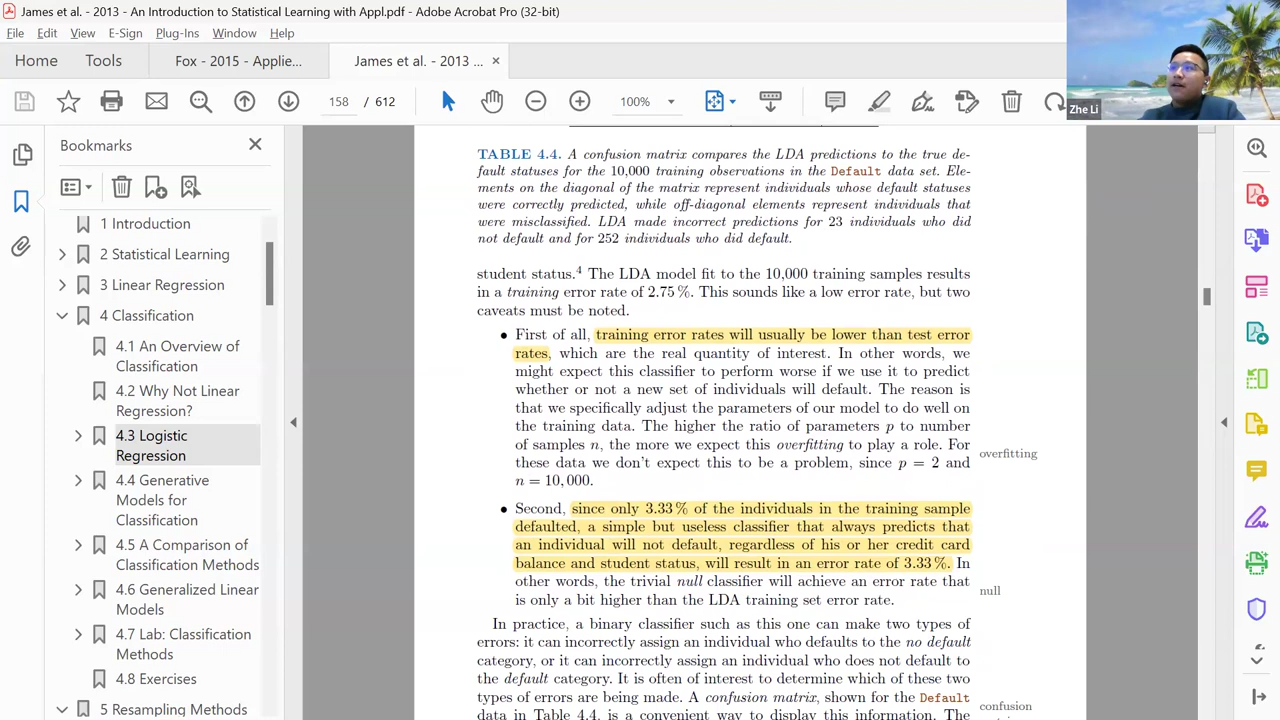 James et al. - 2013 - An Introduction to Statistical Learning with Appl.pdf - Adobe Acrobat Pro (32-bit)
File Edit View E-Sign Plug-Ins Window Help
Home Tools Fox - 2015 - Applie... James et al. - 2013 ... ×
158 / 612 100%
Zhe Li
Bookmarks
1 Introduction
2 Statistical Learning
3 Linear Regression
4 Classification
4.1 An Overview of
Classification
4.2 Why Not Linear
Regression?
4.3 Logistic
Regression
4.4 Generative
Models for
Classification
4.5 A Comparison of
Classification Methods
4.6 Generalized Linear
Models
4.7 Lab: Classification
Methods
4.8 Exercises
5 Resampling Methods
TABLE 4.4. A confusion matrix compares the LDA predictions to the true de-
fault statuses for the 10,000 training observations in the Default data set. Ele-
ments on the diagonal of the matrix represent individuals whose default statuses
were correctly predicted, while off-diagonal elements represent individuals that
were misclassified. LDA made incorrect predictions for 23 individuals who did
not default and for 252 individuals who did default.
student status.4 The LDA model fit to the 10,000 training samples results
in a training error rate of 2.75 %. This sounds like a low error rate, but two
caveats must be noted.
• First of all, training error rates will usually be lower than test error
rates, which are the real quantity of interest. In other words, we
might expect this classifier to perform worse if we use it to predict
whether or not a new set of individuals will default. The reason is
that we specifically adjust the parameters of our model to do well on
the training data. The higher the ratio of parameters p to number
of samples n, the more we expect this overfitting to play a role. For
these data we don't expect this to be a problem, since p = 2 and
n = 10,000.
overfitting
• Second, since only 3.33 % of the individuals in the training sample
defaulted, a simple but useless classifier that always predicts that
an individual will not default, regardless of his or her credit card
balance and student status, will result in an error rate of 3.33 %. In
other words, the trivial null classifier will achieve an error rate that
is only a bit higher than the LDA training set error rate.
null
In practice, a binary classifier such as this one can make two types of
errors: it can incorrectly assign an individual who defaults to the no default
category, or it can incorrectly assign an individual who does not default to
the default category. It is often of interest to determine which of these two
types of errors are being made. A confusion matrix, shown for the Default
data in Table 4.4, is a convenient way to display this information. The
confusion